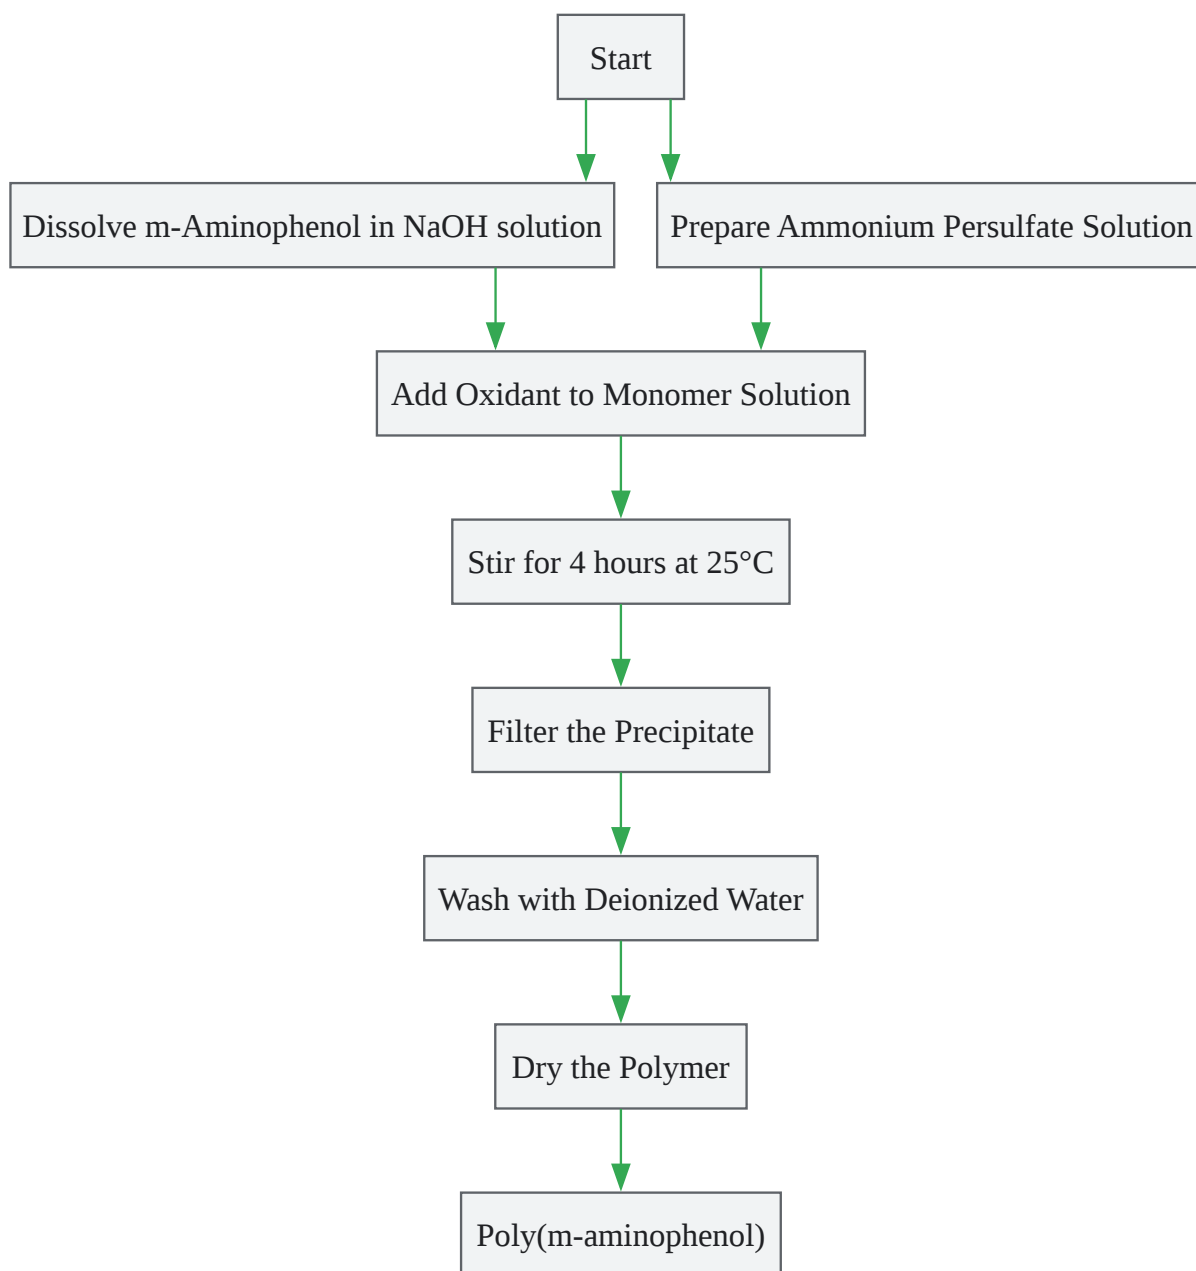 Start
Dissolve m-Aminophenol in NaOH solution
Prepare Ammonium Persulfate Solution
Add Oxidant to Monomer Solution
Stir for 4 hours at 25°C
Filter the Precipitate
Wash with Deionized Water
Dry the Polymer
Poly(m-aminophenol)